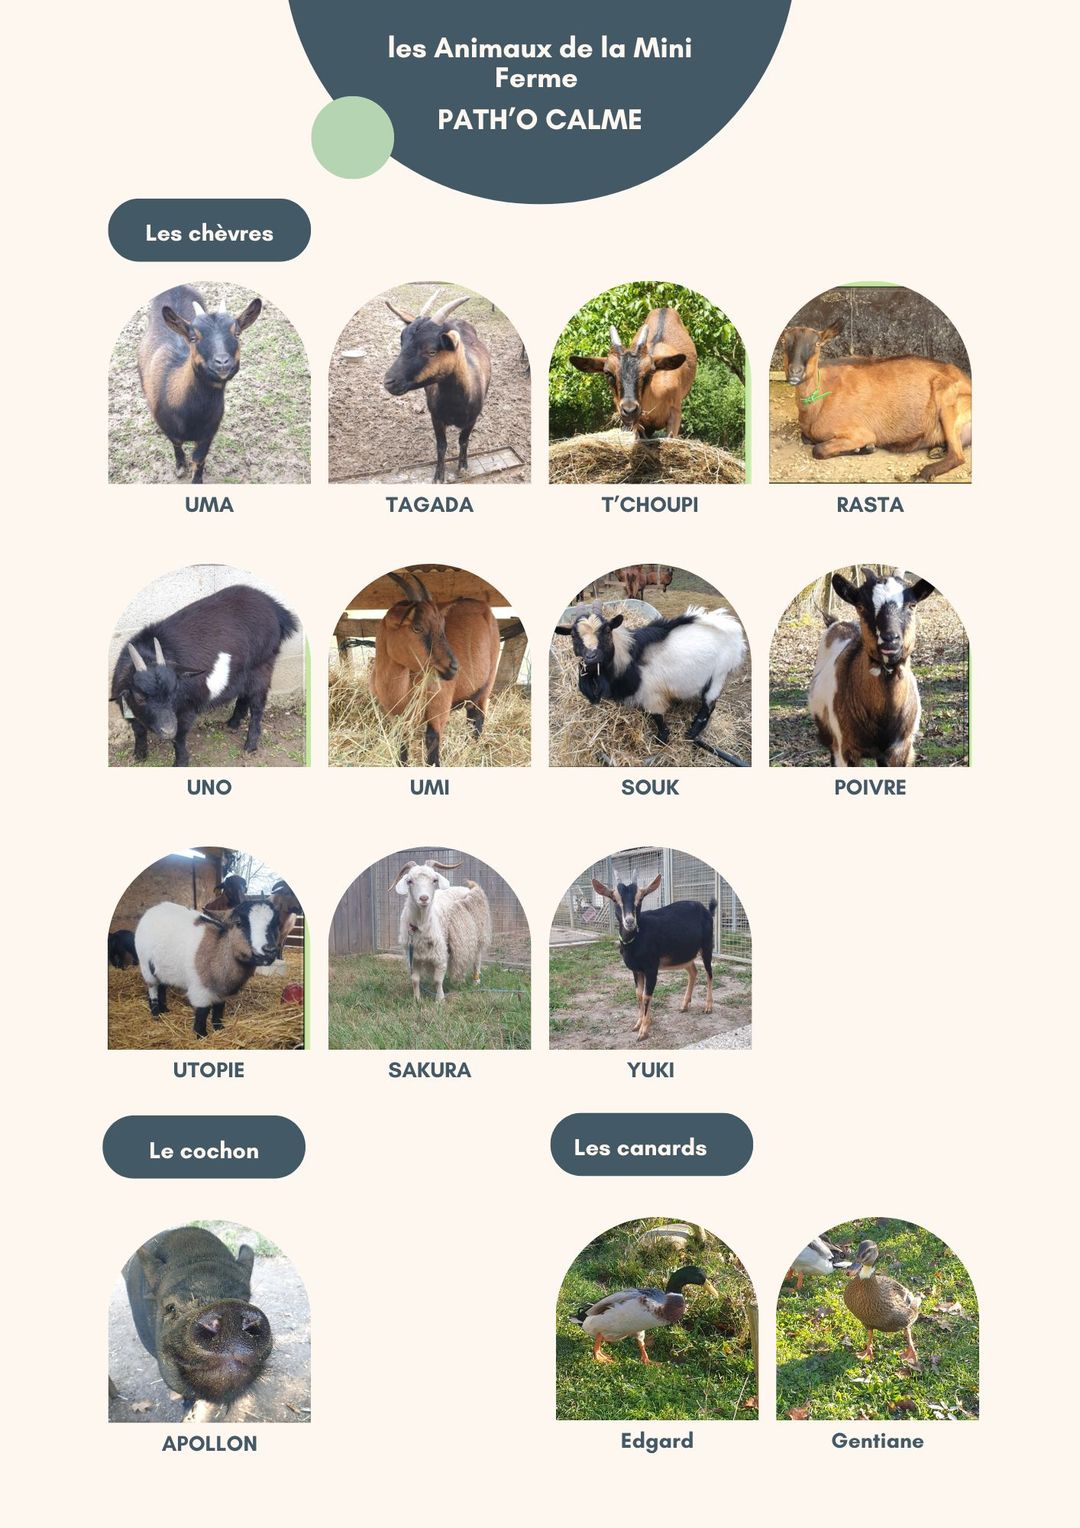 les Animaux de la Mini
Ferme
PATH'O CALME
Les chèvres
UMA
TAGADA
T'CHOUPI
RASTA
UNO
UMI
SOUK
POIVRE
UTOPIE
SAKURA
YUKI
Le cochon
Les canards
APOLLON
Edgard
Gentiane